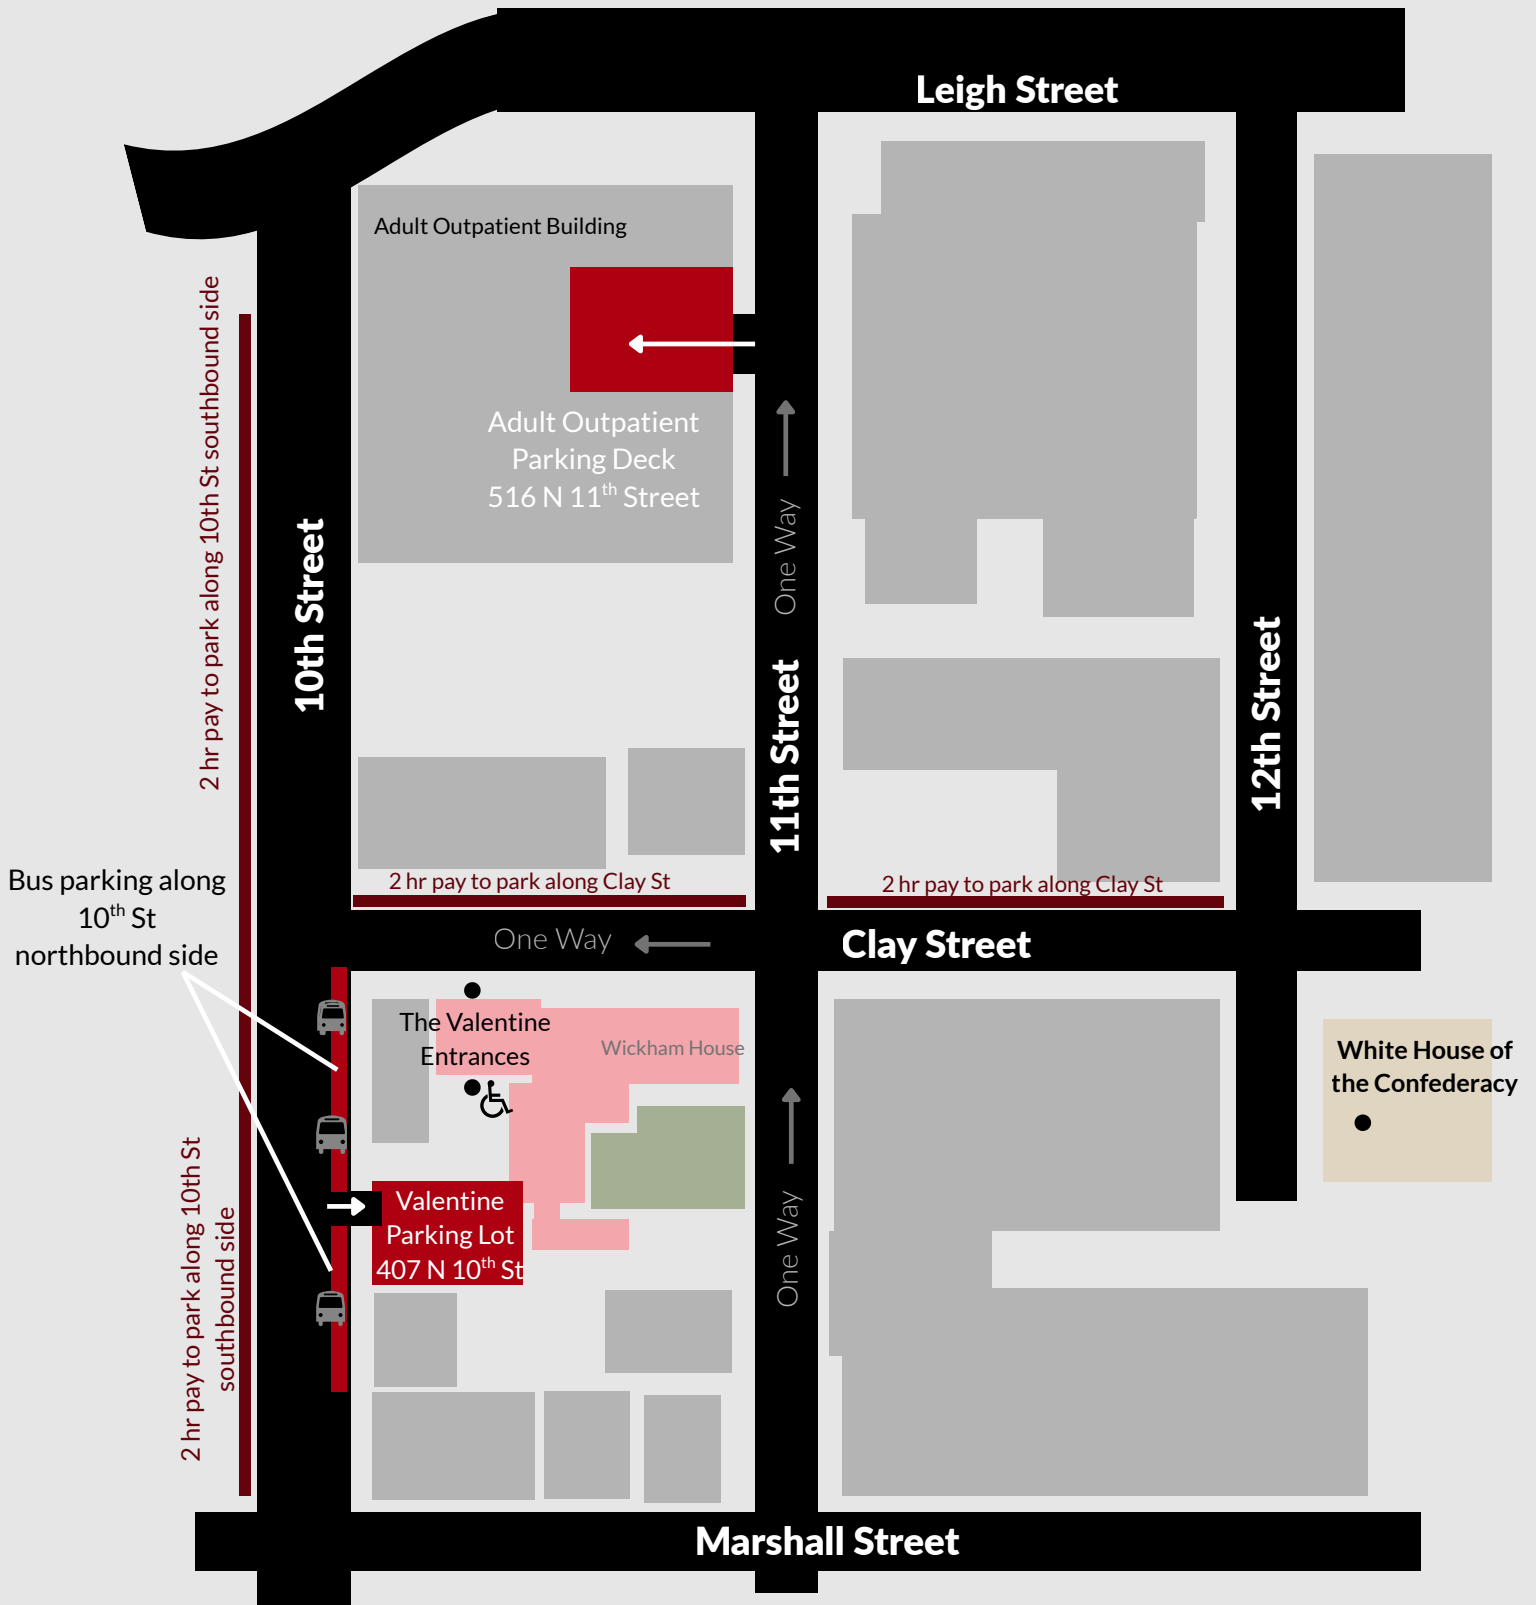 Leigh Street
Adult Outpatient Building
Adult Outpatient
Parking Deck
516 N 11th Street
2 hr pay to park along 10th St southbound side
10th Street
One Way
11th Street
12th Street
Bus parking along
10th St
northbound side
2 hr pay to park along Clay St
2 hr pay to park along Clay St
One Way
Clay Street
The Valentine
Entrances
Wickham House
White House of
the Confederacy
Valentine
Parking Lot
407 N 10th St
2 hr pay to park along 10th St
southbound side
One Way
Marshall Street